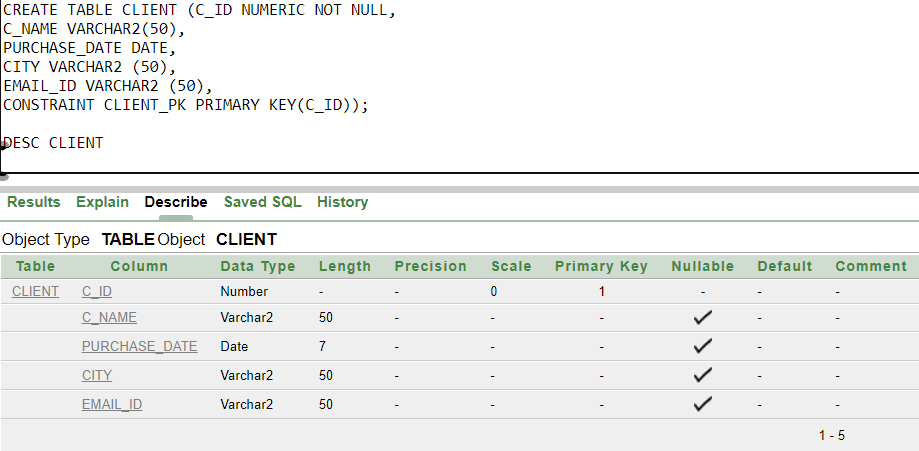 CREATE TABLE CLIENT (C_ID NUMERIC NOT NULL,
C_NAME VARCHAR2(50),
PURCHASE_DATE DATE,
CITY VARCHAR2 (50),
EMAIL_ID VARCHAR2 (50),
CONSTRAINT CLIENT_PK PRIMARY KEY(C_ID));
DESC CLIENT
Results Explain Describe Saved SQL History
Object Type TABLE Object CLIENT
Table Column Data Type Length Precision Scale Primary Key Nullable Default Comment
CLIENT C_ID Number - - 0 1 - - -
C_NAME Varchar2 50 - - - ✓ - -
PURCHASE_DATE Date 7 - - - ✓ - -
CITY Varchar2 50 - - - ✓ - -
EMAIL_ID Varchar2 50 - - - ✓ - -
1 - 5